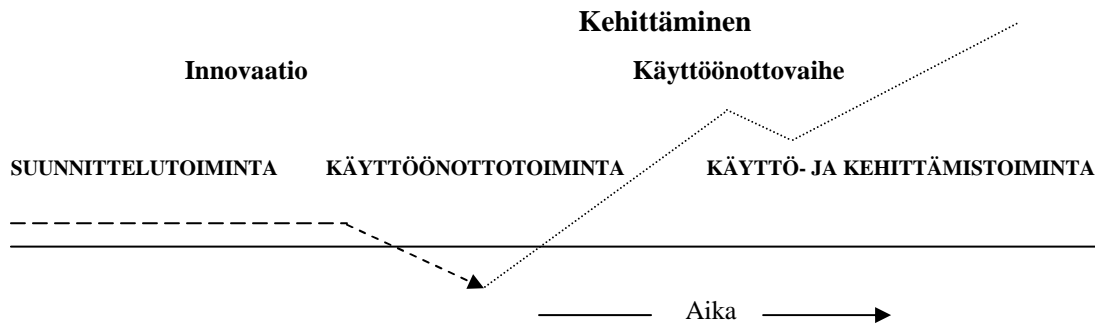 Kehittäminen
Innovaatio Käyttöönottovaihe
SUUNNITTELUTOIMINTA KÄYTTÖÖNOTTOTOIMINTA KÄYTTÖ- JA KEHITTÄMISTOIMINTA
Aika